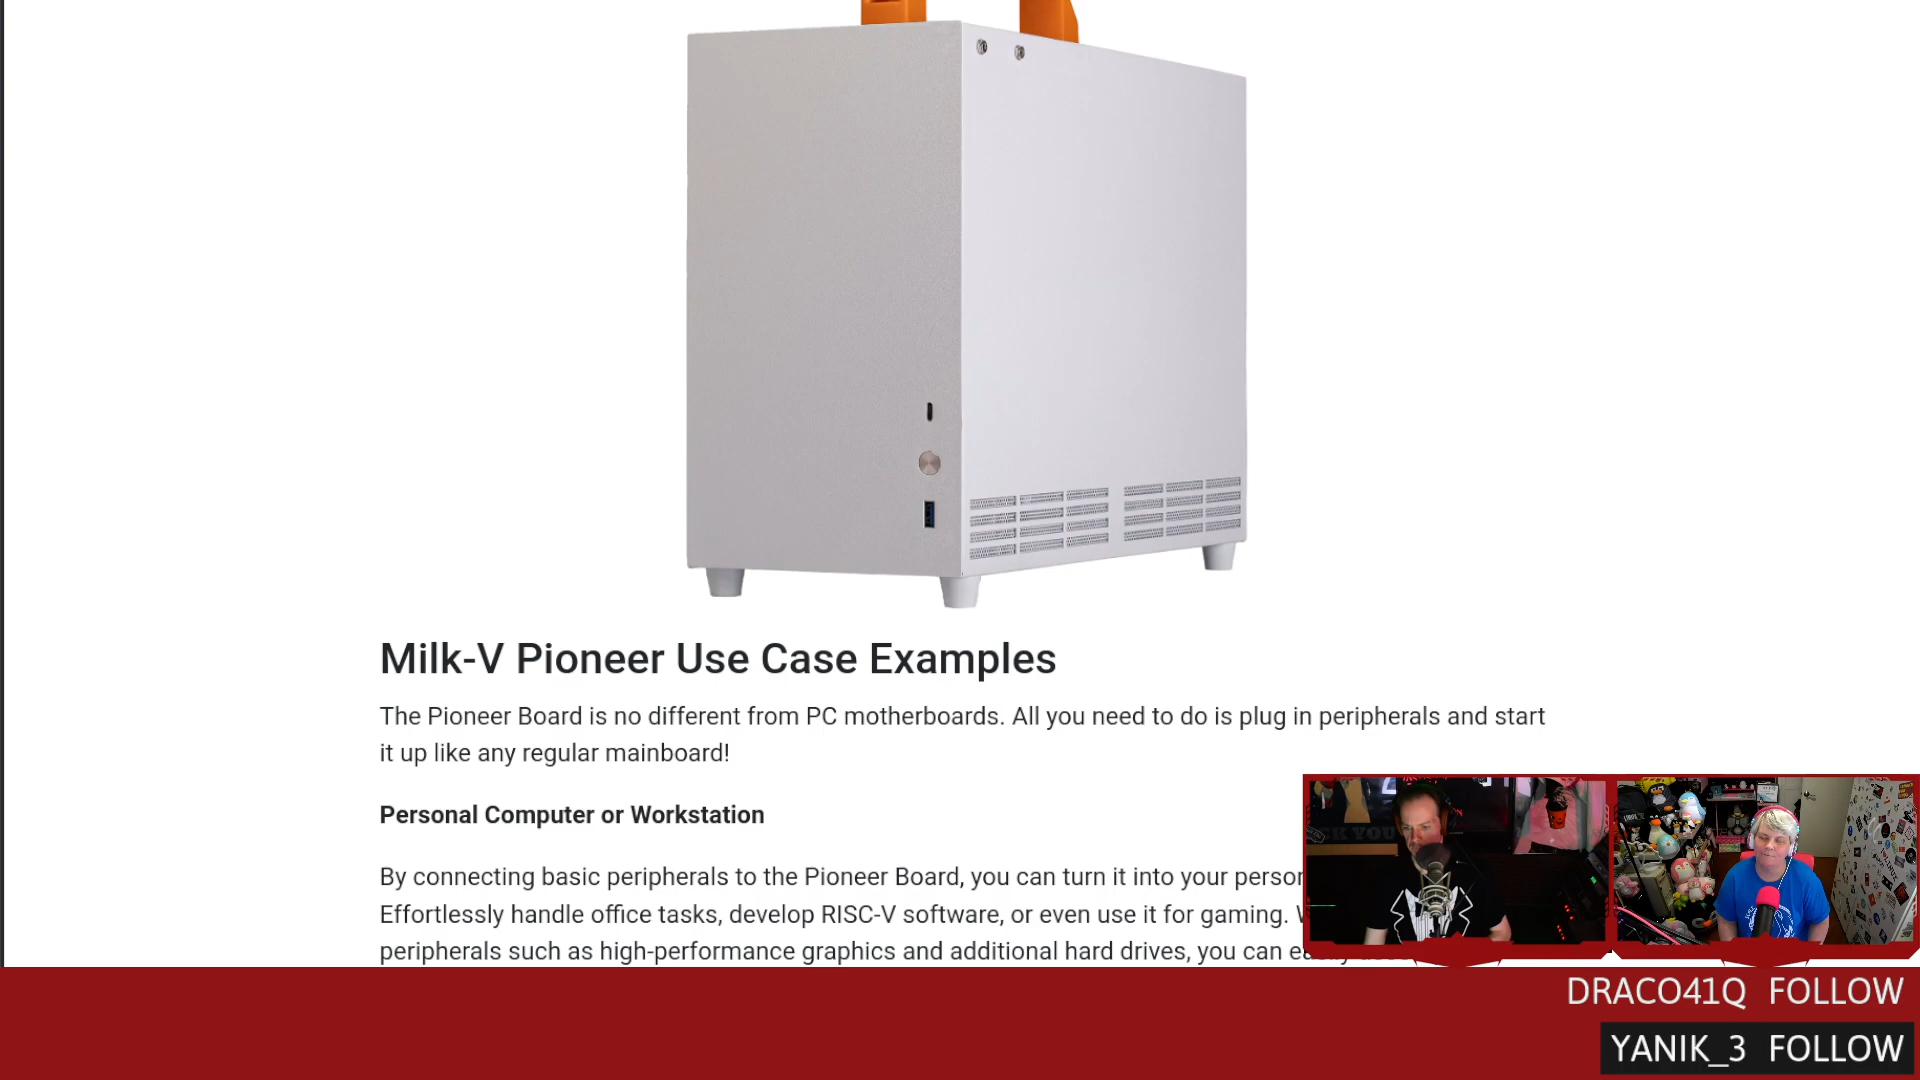 Milk-V Pioneer Use Case Examples
The Pioneer Board is no different from PC motherboards. All you need to do is plug in peripherals and start
it up like any regular mainboard!
Personal Computer or Workstation
By connecting basic peripherals to the Pioneer Board, you can turn it into your
Effortlessly handle office tasks, develop RISC-V software, or even use it for gaming.
peripherals such as high-performance graphics and additional hard drives, you can
DRACO41Q FOLLOW
YANIK_3 FOLLOW